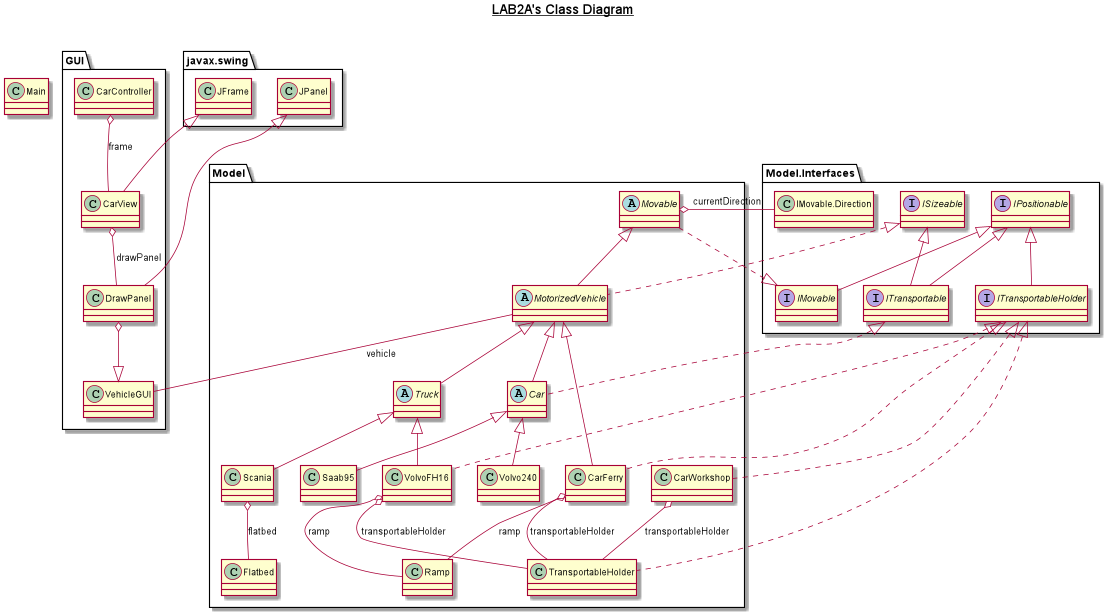 LAB2A's Class Diagram
GUI
javax.swing
C Main
C CarController
C JFrame
C JPanel
frame
Model
Model.Interfaces
C CarView
A Movable
currentDirection
C IMovable.Direction
I ISizeable
I IPositionable
drawPanel
C DrawPanel
A MotorizedVehicle
I IMovable
I ITransportable
I ITransportableHolder
vehicle
C VehicleGUI
A Truck
A Car
C Scania
C Saab95
C VolvoFH16
C Volvo240
C CarFerry
C CarWorkshop
flatbed
ramp
transportableHolder
ramp
transportableHolder
transportableHolder
C Flatbed
C Ramp
C TransportableHolder